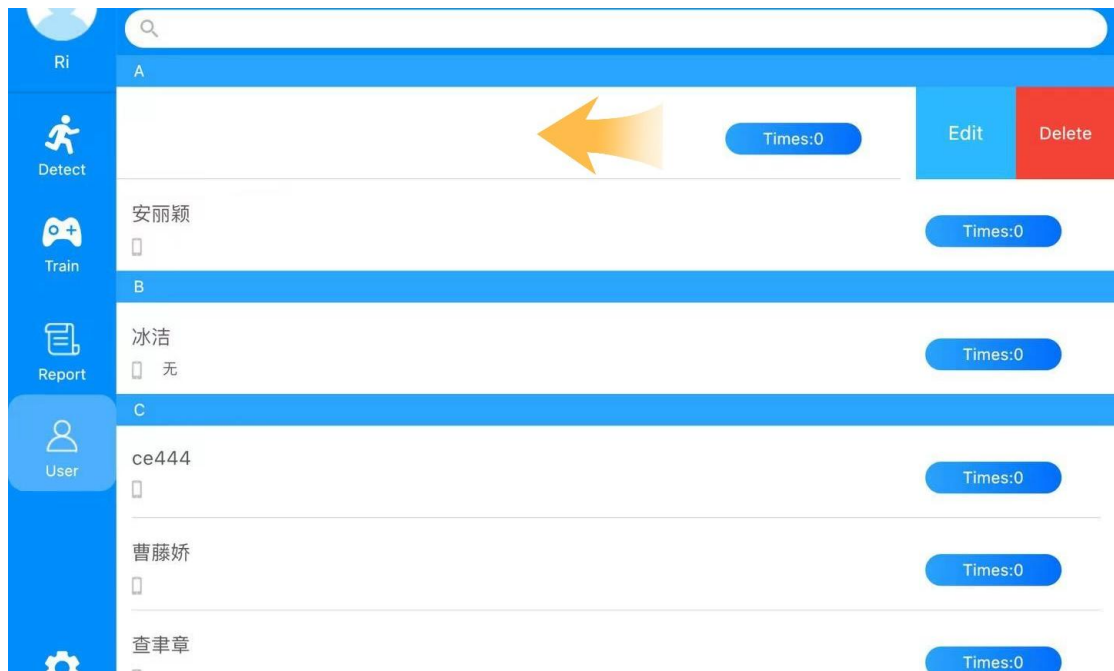 Ri
Detect
Train
Report
User
A
Times:0
Edit
Delete
安丽颖
Times:0
B
冰洁
无
Times:0
C
ce444
Times:0
曹藤娇
Times:0
查聿章
Times:0